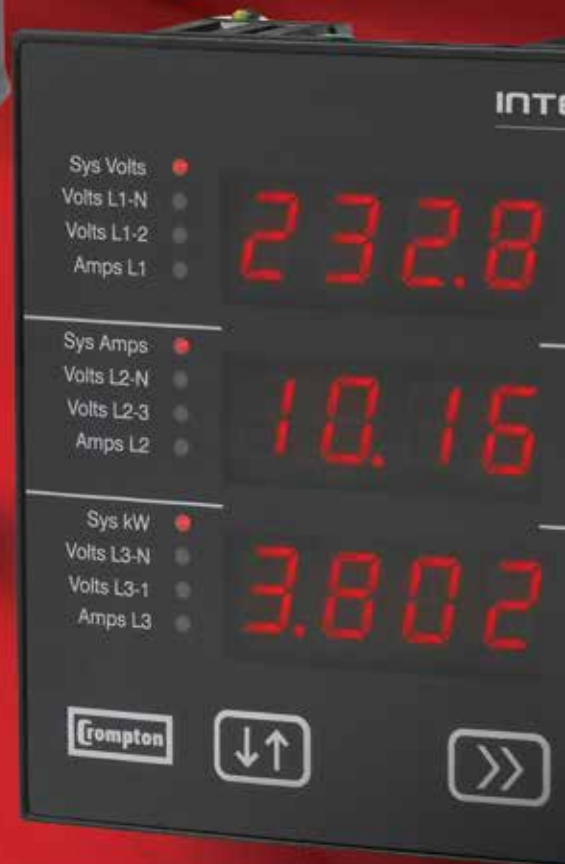 INTE
Sys Volts
Volts L1-N
Volts L1-2
Amps L1
232.8
Sys Amps
Volts L2-N
Volts L2-3
Amps L2
10.16
Sys kW
Volts L3-N
Volts L3-1
Amps L3
3.802
Crompton